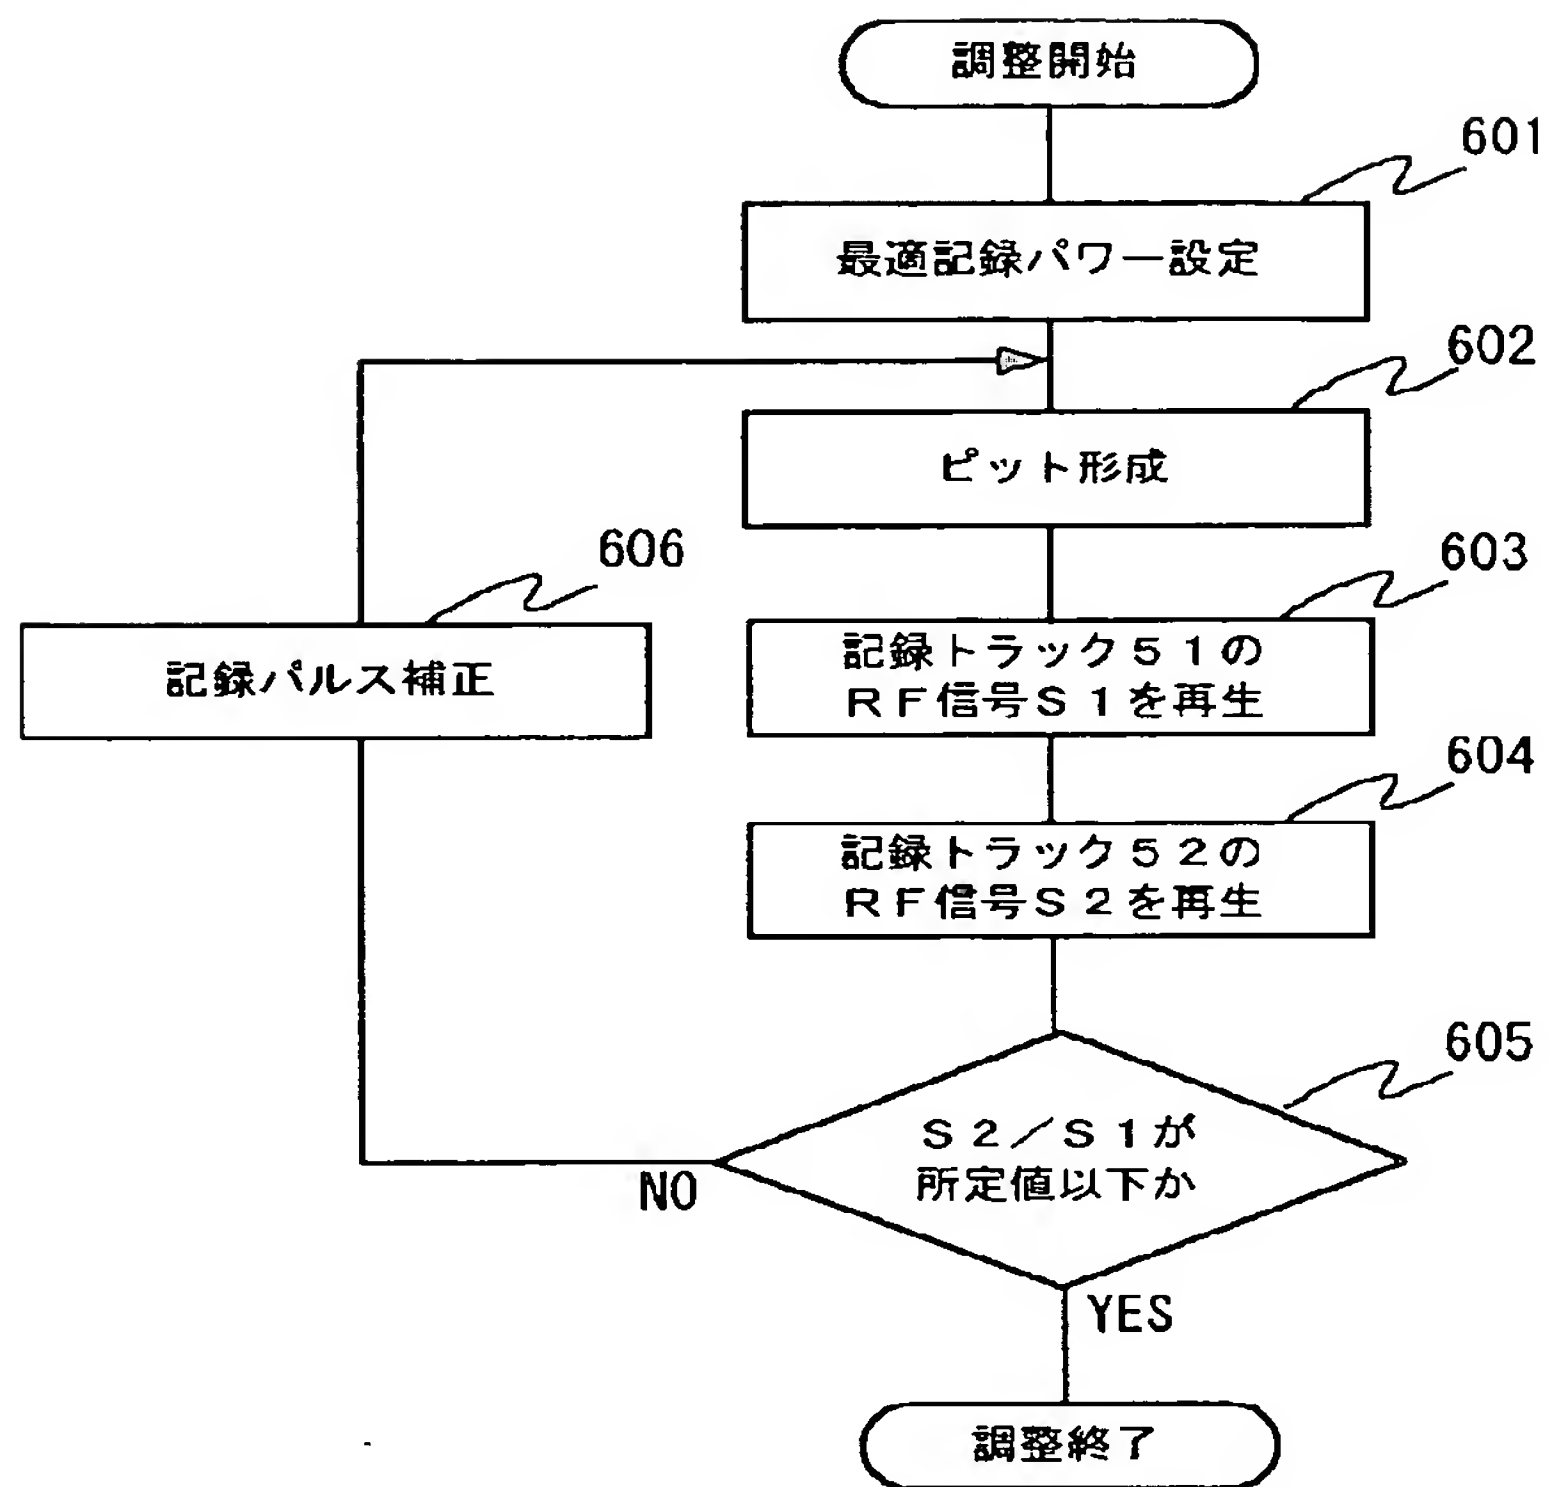 調整開始
601
最適記録パワー設定
602
ピット形成
603
記録トラック５１の
ＲＦ信号Ｓ１を再生
606
記録パルス補正
604
記録トラック５２の
ＲＦ信号Ｓ２を再生
605
Ｓ２／Ｓ１が
所定値以下か
NO
YES
調整終了